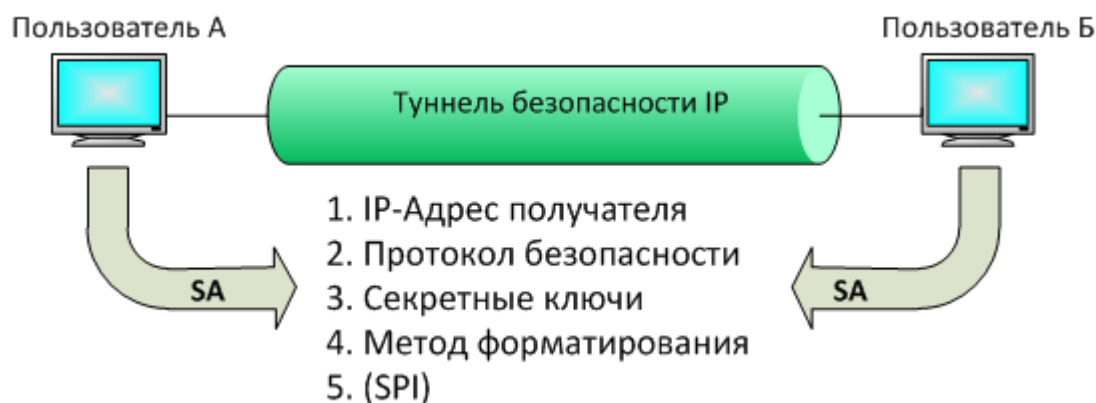 Пользователь А
Пользователь Б
Туннель безопасности IP
1. IP-Адрес получателя
2. Протокол безопасности
SA
3. Секретные ключи
SA
4. Метод форматирования
5. (SPI)